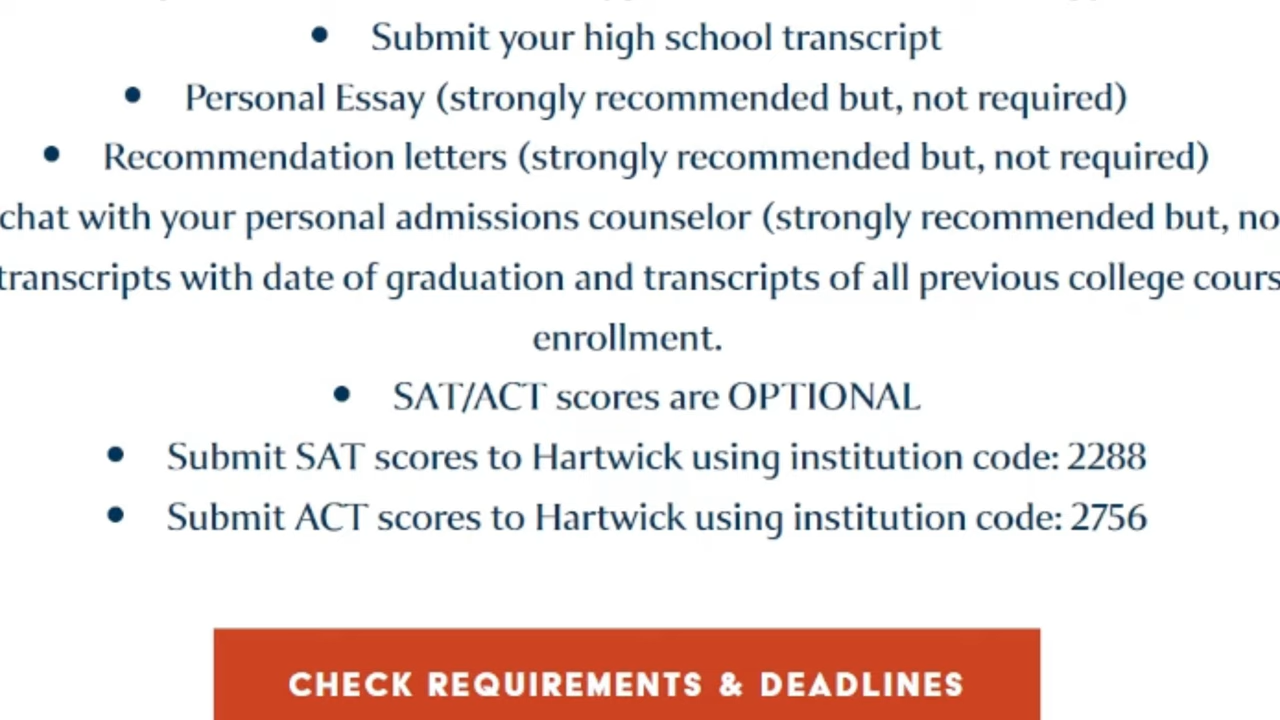 • Submit your high school transcript
• Personal Essay (strongly recommended but, not required)
• Recommendation letters (strongly recommended but, not required)
chat with your personal admissions counselor (strongly recommended but, no
transcripts with date of graduation and transcripts of all previous college cours
enrollment.
• SAT/ACT scores are OPTIONAL
• Submit SAT scores to Hartwick using institution code: 2288
• Submit ACT scores to Hartwick using institution code: 2756
CHECK REQUIREMENTS & DEADLINES